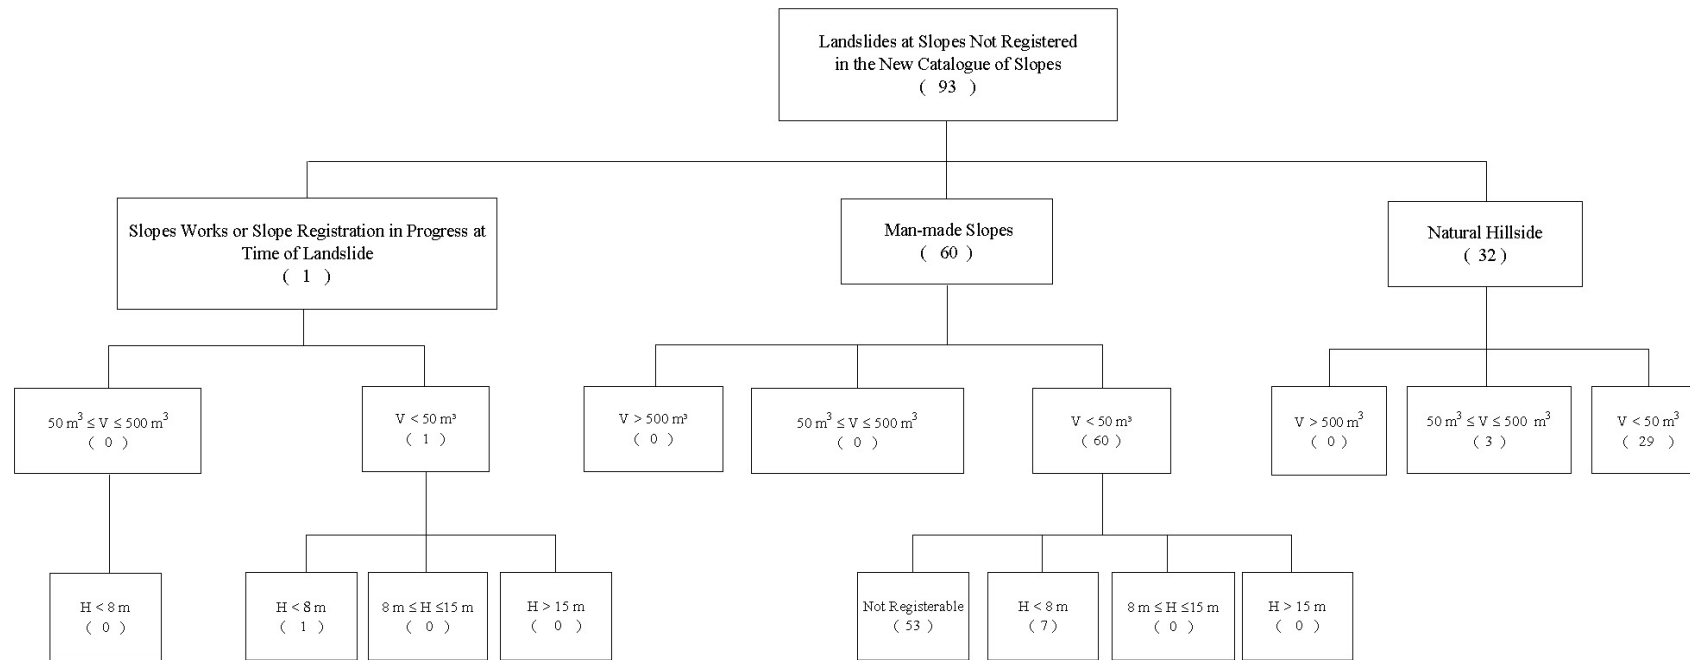 Landslides at Slopes Not Registered
in the New Catalogue of Slopes
( 93 )
Slopes Works or Slope Registration in Progress at
Time of Landslide
( 1 )
Man-made Slopes
( 60 )
Natural Hillside
( 32 )
50 m³ ≤ V ≤ 500 m³
( 0 )
V < 50 m³
( 1 )
V > 500 m³
( 0 )
50 m³ ≤ V ≤ 500 m³
( 0 )
V < 50 m³
( 60 )
V > 500 m³
( 0 )
50 m³ ≤ V ≤ 500 m³
( 3 )
V < 50 m³
( 29 )
H < 8 m
( 0 )
H < 8 m
( 1 )
8 m ≤ H ≤15 m
( 0 )
H > 15 m
( 0 )
Not Registerable
( 53 )
H < 8 m
( 7 )
8 m ≤ H ≤15 m
( 0 )
H > 15 m
( 0 )